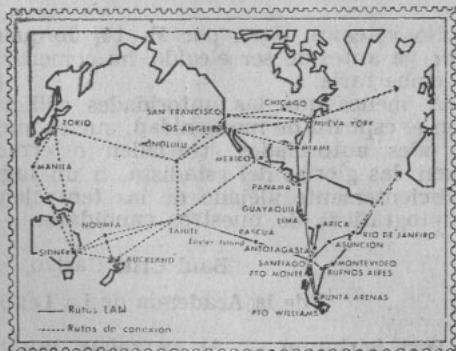 CHICAGO
SAN FRANCISCO
NUEVA YORK
TOKIO
LOS ANGELES
HONOLULU
MIAMI
MANILA
MEXICO
PANAMA
GUAYAQUIL
LIMA
NOUMEA
ARICA
TAHITI
PASCUA
RIO DE JANEIRO
Easter Island
ASUNCION
ANTOFAGASTA
SIDNEY
AUCKLAND
SANTIAGO
MONTEVIDEO
PTO MONTT
BUENOS AIRES
PUNTA ARENAS
PTO WILLIAMS
Rutas LAN
Rutas de conexión